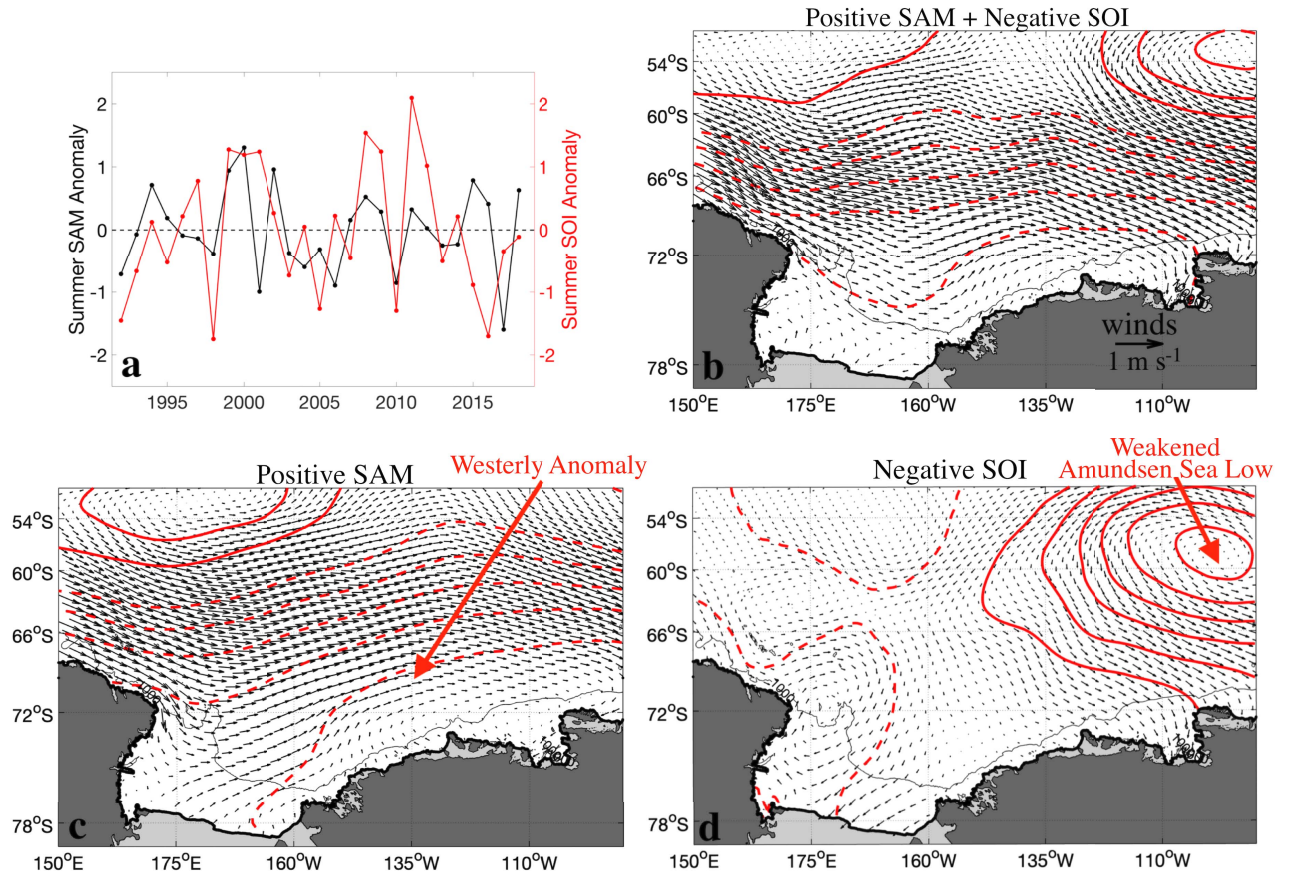 Positive SAM + Negative SOI
Summer SAM Anomaly
2
1
0
-1
-2
Summer SOI Anomaly
2
1
0
-1
-2
1995
2000
2005
2010
2015
a
54°S
60°S
66°S
72°S
78°S
150°E
175°E
160°W
135°W
110°W
winds
1 m s-1
b
Positive SAM
Westerly Anomaly
54°S
60°S
66°S
72°S
78°S
150°E
175°E
160°W
135°W
110°W
c
Negative SOI
Weakened
Amundsen Sea Low
54°S
60°S
66°S
72°S
78°S
150°E
175°E
160°W
135°W
110°W
1000
d